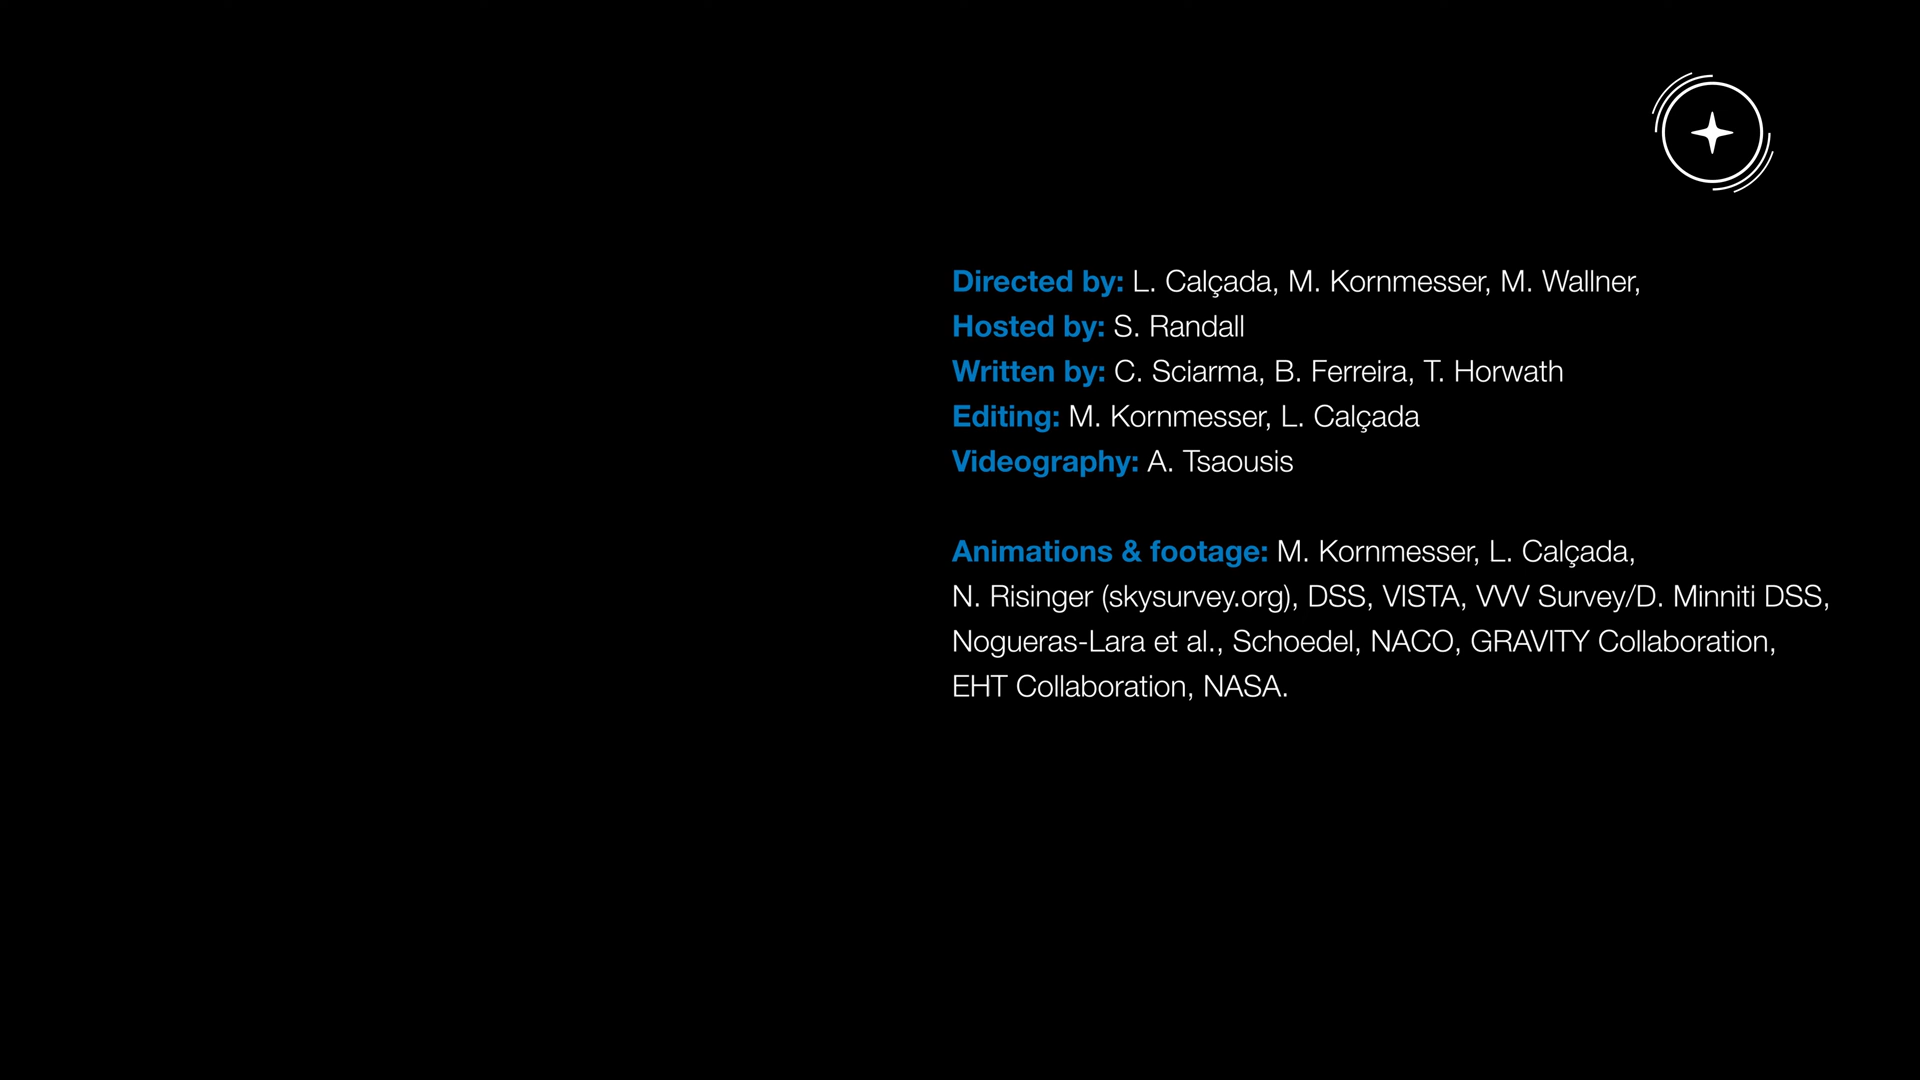 Directed by: L. Calçada, M. Kornmesser, M. Wallner,
Hosted by: S. Randall
Written by: C. Sciarma, B. Ferreira, T. Horwath
Editing: M. Kornmesser, L. Calçada
Videography: A. Tsaousis
Animations & footage: M. Kornmesser, L. Calçada,
N. Risinger (skysurvey.org), DSS, VISTA, VVV Survey/D. Minniti DSS,
Nogueras-Lara et al., Schoedel, NACO, GRAVITY Collaboration,
EHT Collaboration, NASA.